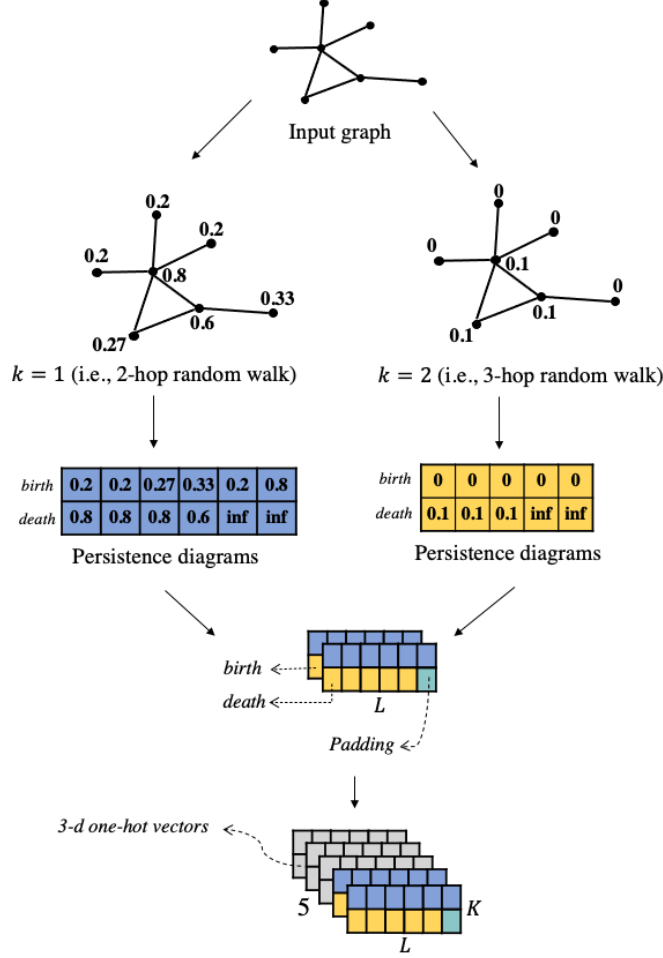 Input graph
0.2
0.2
0.2
0.8
0.33
0.6
0.27
k = 1 (i.e., 2-hop random walk)
0
0
0
0.1
0
0.1
0.1
k = 2 (i.e., 3-hop random walk)
birth 0.2 0.2 0.27 0.33 0.2 0.8
death 0.8 0.8 0.8 0.6 inf inf
Persistence diagrams
birth 0 0 0 0 0
death 0.1 0.1 0.1 inf inf
Persistence diagrams
birth
death
L
Padding
3-d one-hot vectors
5
K
L